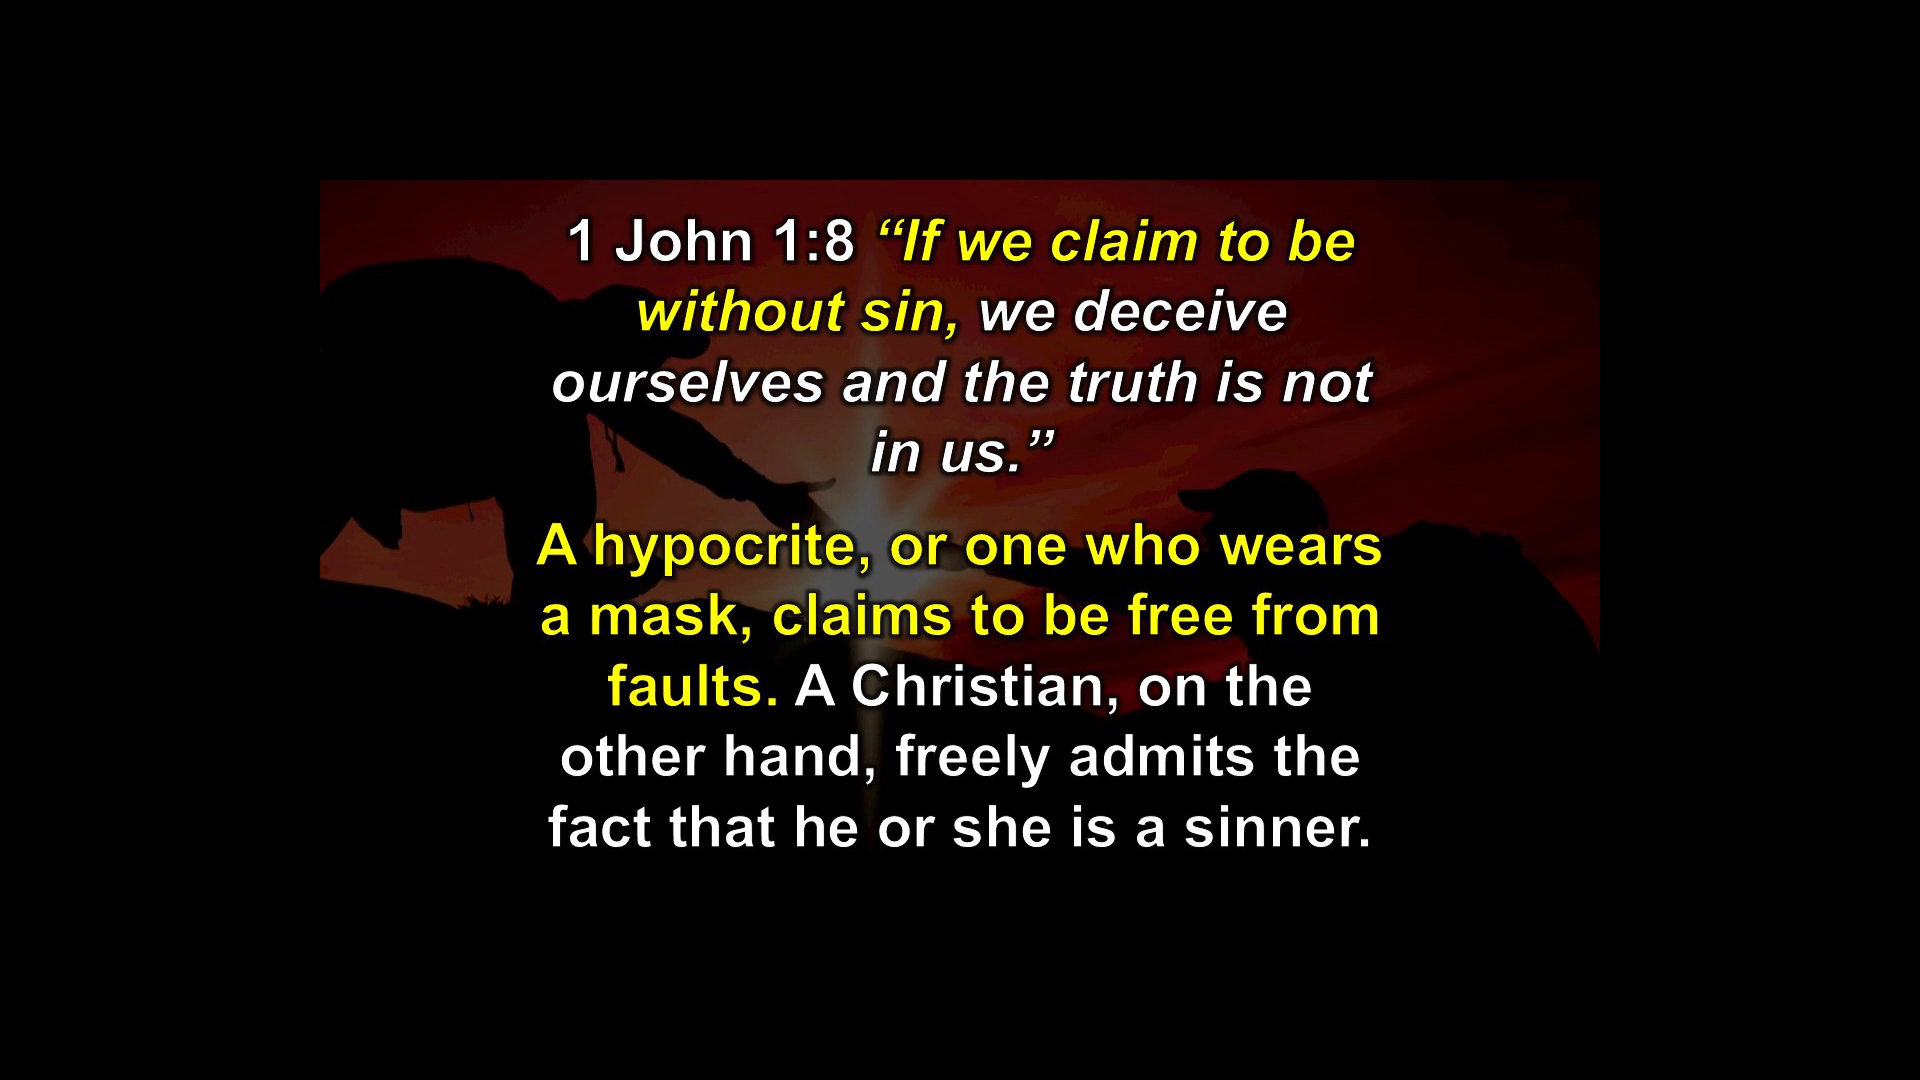 1 John 1:8 “If we claim to be
without sin, we deceive
ourselves and the truth is not
in us.”
A hypocrite, or one who wears
a mask, claims to be free from
faults. A Christian, on the
other hand, freely admits the
fact that he or she is a sinner.